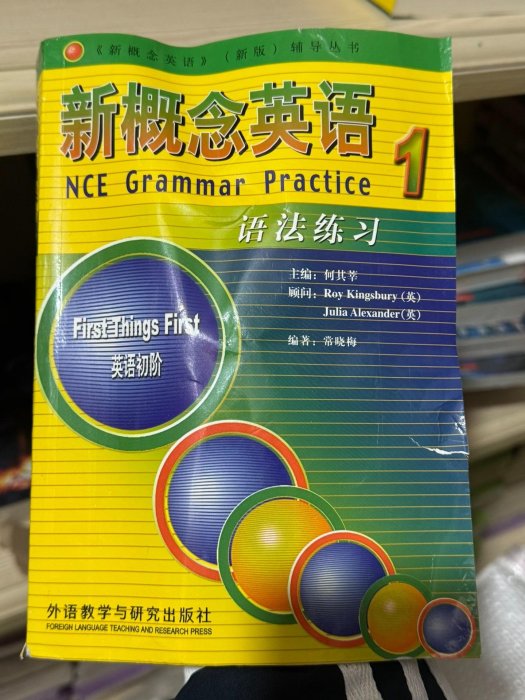 《新概念英语》(新版)辅导丛书
新概念英语 1
NCE Grammar Practice
语法练习
主编：何其莘
顾问：Roy Kingsbury (英)
Julia Alexander (英)
编著：常晓梅
First Things First
英语初阶
外语教学与研究出版社
FOREIGN LANGUAGE TEACHING AND RESEARCH PRESS